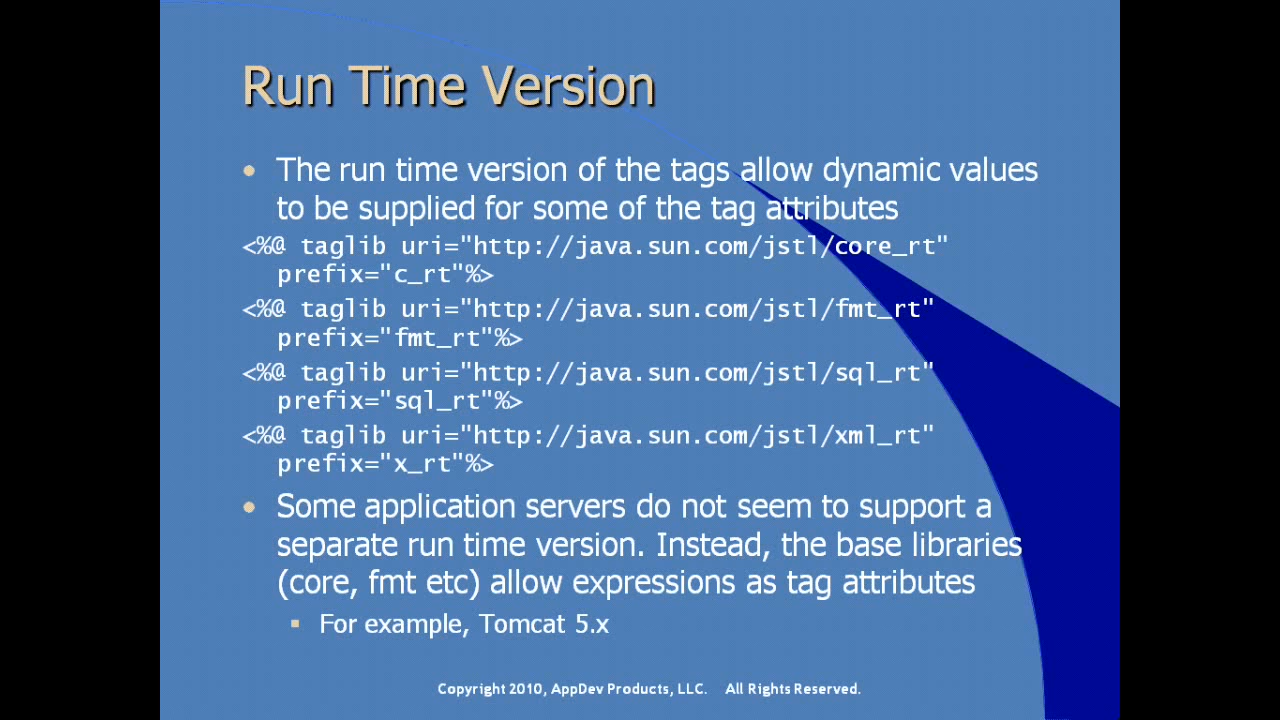 Run Time Version
• The run time version of the tags allow dynamic values
to be supplied for some of the tag attributes
<%@ taglib uri="http://java.sun.com/jstl/core_rt"
prefix="c_rt"%>
<%@ taglib uri="http://java.sun.com/jstl/fmt_rt"
prefix="fmt_rt"%>
<%@ taglib uri="http://java.sun.com/jstl/sql_rt"
prefix="sql_rt"%>
<%@ taglib uri="http://java.sun.com/jstl/xml_rt"
prefix="x_rt"%>
• Some application servers do not seem to support a
separate run time version. Instead, the base libraries
(core, fmt etc) allow expressions as tag attributes
▪ For example, Tomcat 5.x
Copyright 2010, AppDev Products, LLC. All Rights Reserved.